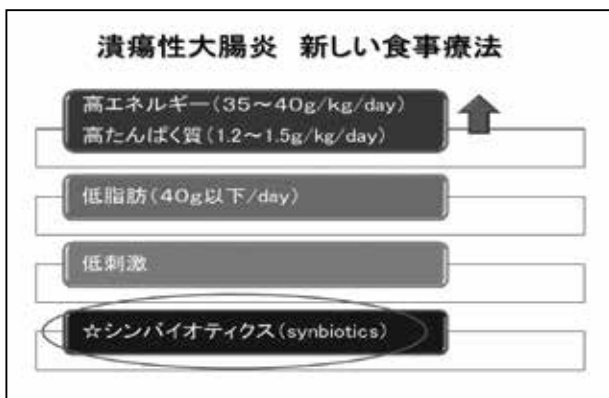 潰瘍性大腸炎 新しい食事療法
高エネルギー(35～40g/kg/day)
高たんぱく質(1.2～1.5g/kg/day)
低脂肪(40g以下/day)
低刺激
☆シンバイオティクス(synbiotics)